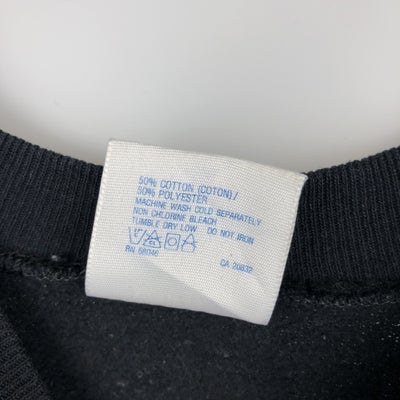 50% COTTON (COTON)/
50% POLYESTER
MACHINE WASH COLD SEPARATELY
NON CHLORINE BLEACH
TUMBLE DRY LOW DO NOT IRON
RN 68046 CA 20832